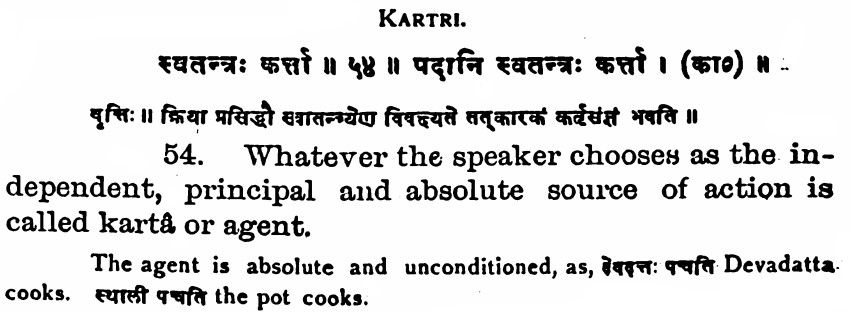 KARTRI.
स्वतन्त्रः कर्त्ता ॥ ५४ ॥ पदानि स्वतन्त्रः कर्त्ता । (का०) ॥
वृत्तिः ॥ क्रिया प्रसिद्धौ स्वातन्त्र्येण विवक्ष्यते तत्कारकं कर्तृसंज्ञं भवति ॥
54. Whatever the speaker chooses as the in-
dependent, principal and absolute source of action is
called kartâ or agent.
The agent is absolute and unconditioned, as, देवदत्तः पचति Devadatta
cooks. स्थाली पचति the pot cooks.